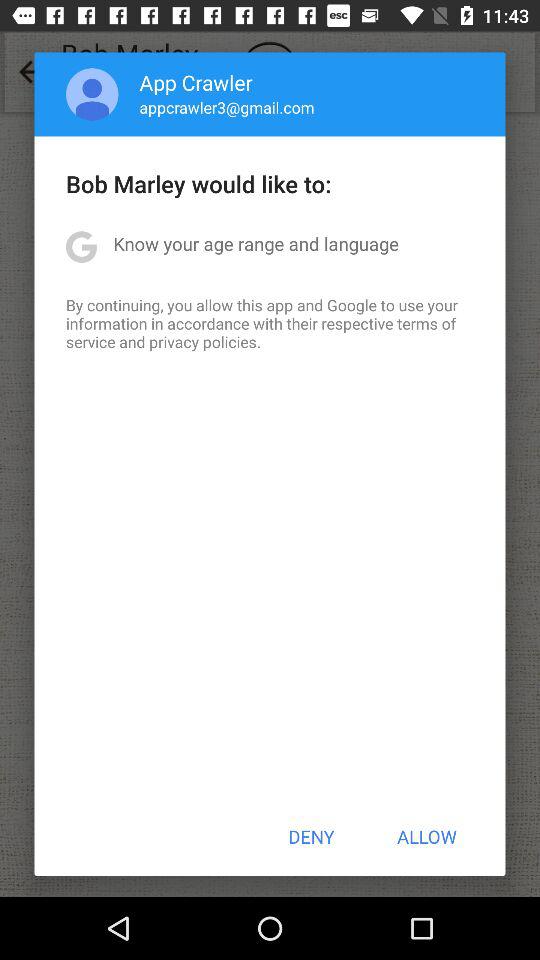 esc 11:43
Bob Marley
App Crawler
appcrawler3@gmail.com
Bob Marley would like to:
G Know your age range and language
By continuing, you allow this app and Google to use your
information in accordance with their respective terms of
service and privacy policies.
DENY ALLOW